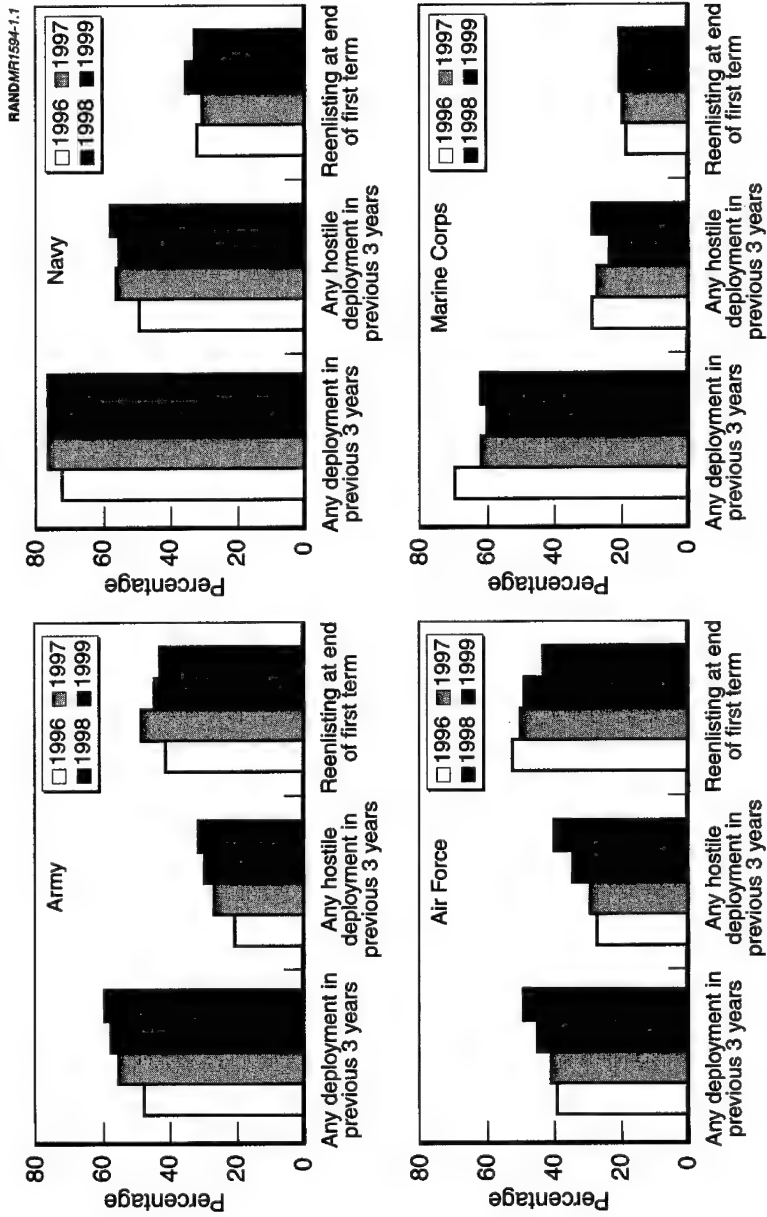 RANDMR1594-1.1
Army
Percentage
80
60
40
20
0
1996 1997
1998 1999
Any deployment in
previous 3 years
Any hostile
deployment in
previous 3 years
Reenlisting at end
of first term
Navy
Percentage
80
60
40
20
0
1996 1997
1998 1999
Any deployment in
previous 3 years
Any hostile
deployment in
previous 3 years
Reenlisting at end
of first term
Air Force
Percentage
80
60
40
20
0
1996 1997
1998 1999
Any deployment in
previous 3 years
Any hostile
deployment in
previous 3 years
Reenlisting at end
of first term
Marine Corps
Percentage
80
60
40
20
0
1996 1997
1998 1999
Any deployment in
previous 3 years
Any hostile
deployment in
previous 3 years
Reenlisting at end
of first term